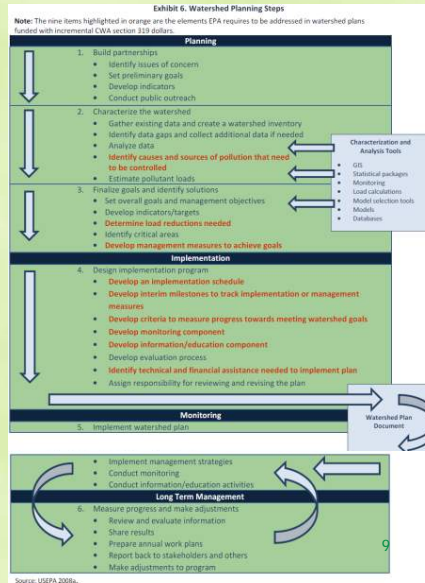 Exhibit 6. Watershed Planning Steps
Note: The nine items highlighted in orange are the elements EPA requires to be addressed in watershed plans
funded with incremental CWA section 319 dollars.
Planning
1. Build partnerships
• Identify issues of concern
• Set preliminary goals
• Develop indicators
• Conduct public outreach
2. Characterize the watershed
• Gather existing data and create a watershed inventory
• Identify data gaps and collect additional data if needed
• Analyze data
• Identify causes and sources of pollution that need
to be controlled
• Estimate pollutant loads
Characterization and
Analysis Tools
• GIS
• Statistical packages
• Monitoring
• Load calculations
• Model selection tools
• Models
• Databases
3. Finalize goals and identify solutions
• Set overall goals and management objectives
• Develop indicators/targets
• Determine load reductions needed
• Identify critical areas
• Develop management measures to achieve goals
Implementation
4. Design implementation program
• Develop an implementation schedule
• Develop interim milestones to track implementation or management
measures
• Develop criteria to measure progress towards meeting watershed goals
• Develop monitoring component
• Develop information/education component
• Develop evaluation process
• Identify technical and financial assistance needed to implement plan
• Assign responsibility for reviewing and revising the plan
Watershed Plan
Document
Monitoring
5. Implement watershed plan
• Implement management strategies
• Conduct monitoring
• Conduct information/education activities
Long Term Management
6. Measure progress and make adjustments
• Review and evaluate information
• Share results
• Prepare annual work plans
• Report back to stakeholders and others
• Make adjustments to program
9
Source: USEPA 2008a.